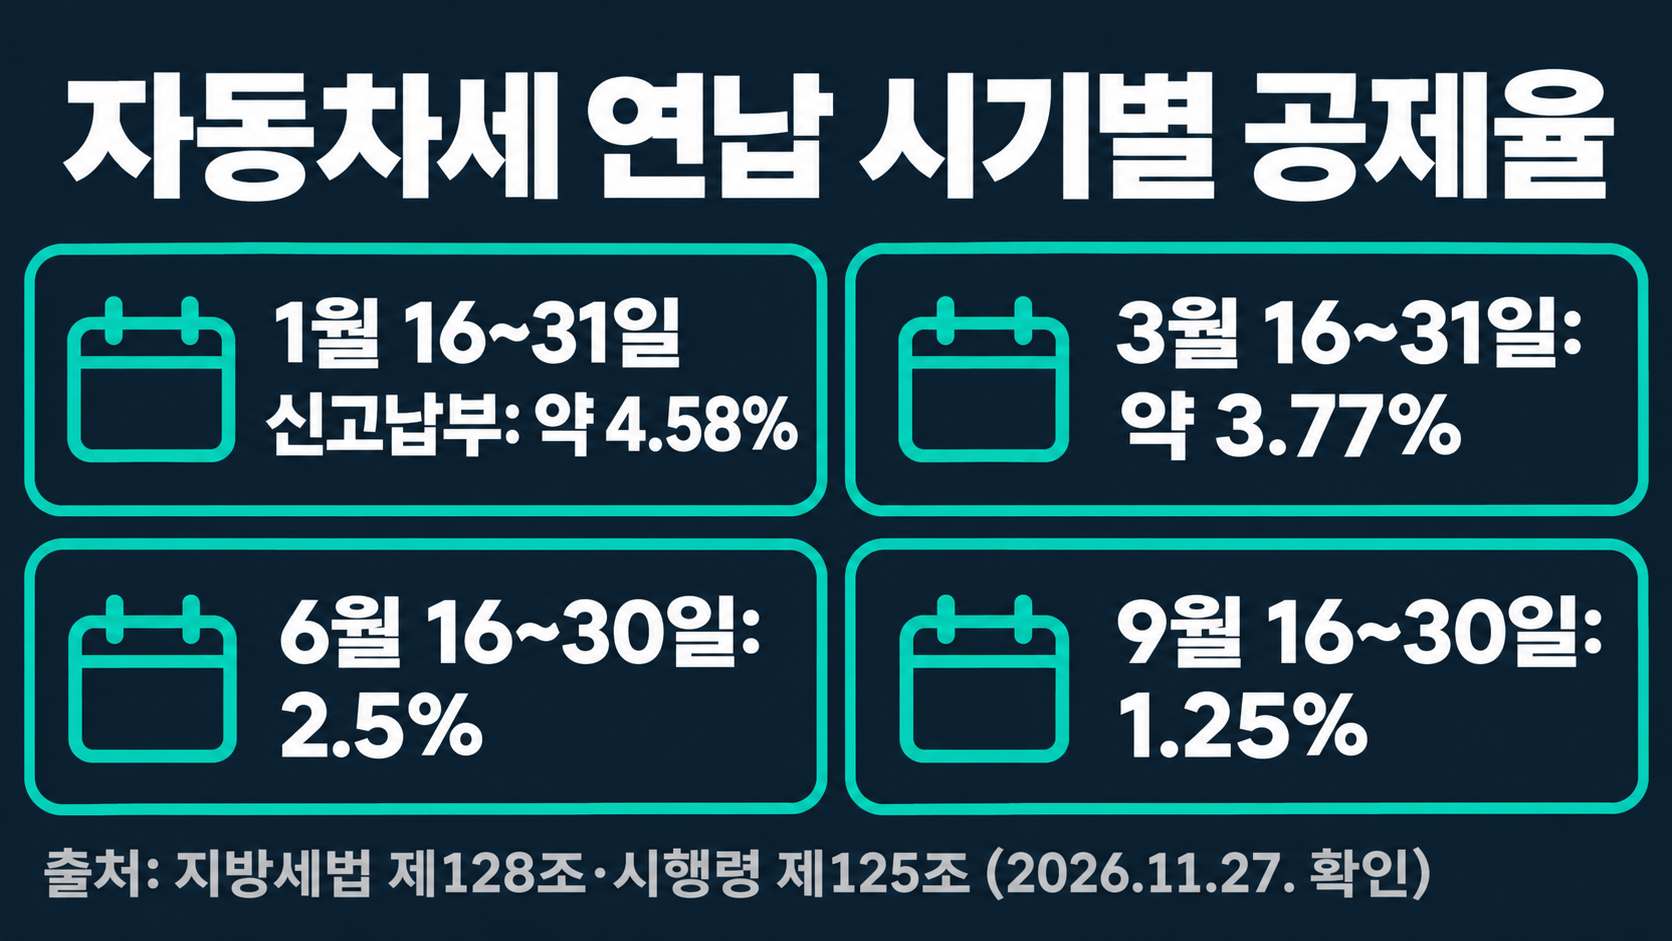 자동차세 연납 시기별 공제율
1월 16~31일
신고납부: 약 4.58%
3월 16~31일:
약 3.77%
6월 16~30일:
2.5%
9월 16~30일:
1.25%
출처: 지방세법 제128조·시행령 제125조 (2026.11.27. 확인)